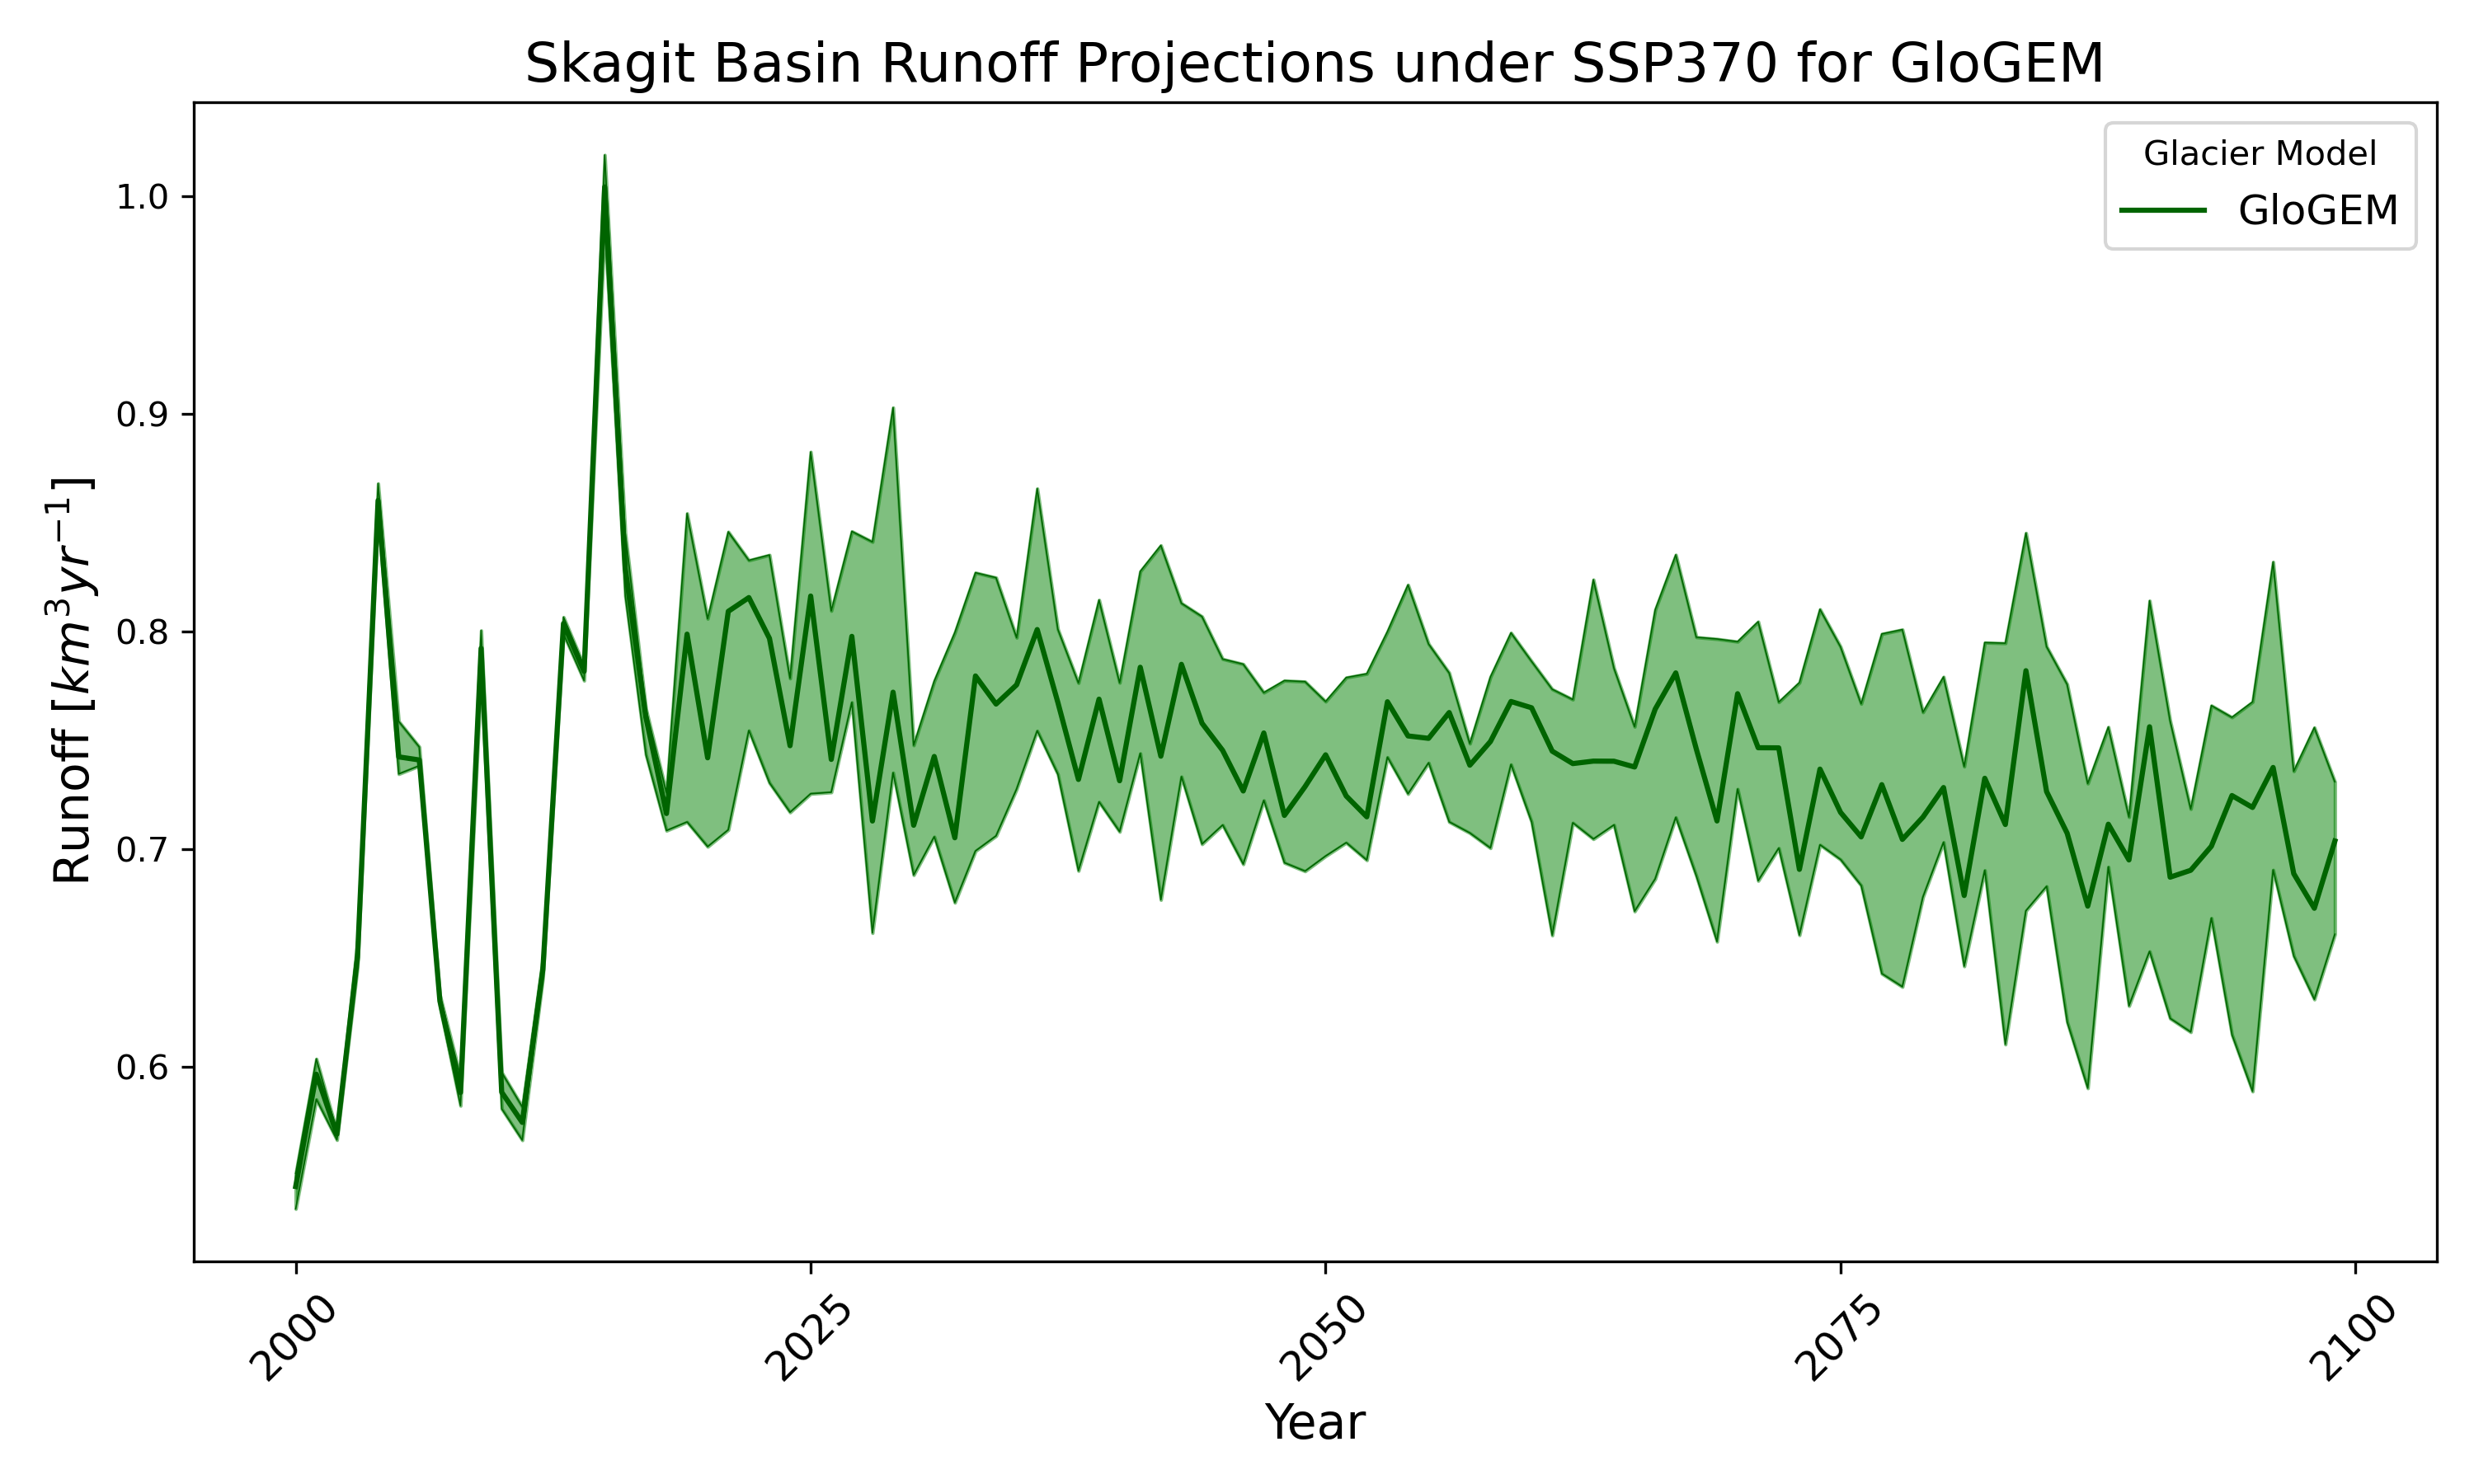 Skagit Basin Runoff Projections under SSP370 for GloGEM
Glacier Model
GloGEM
Runoff [km³yr⁻¹]
1.0
0.9
0.8
0.7
0.6
2000
2025
2050
2075
2100
Year